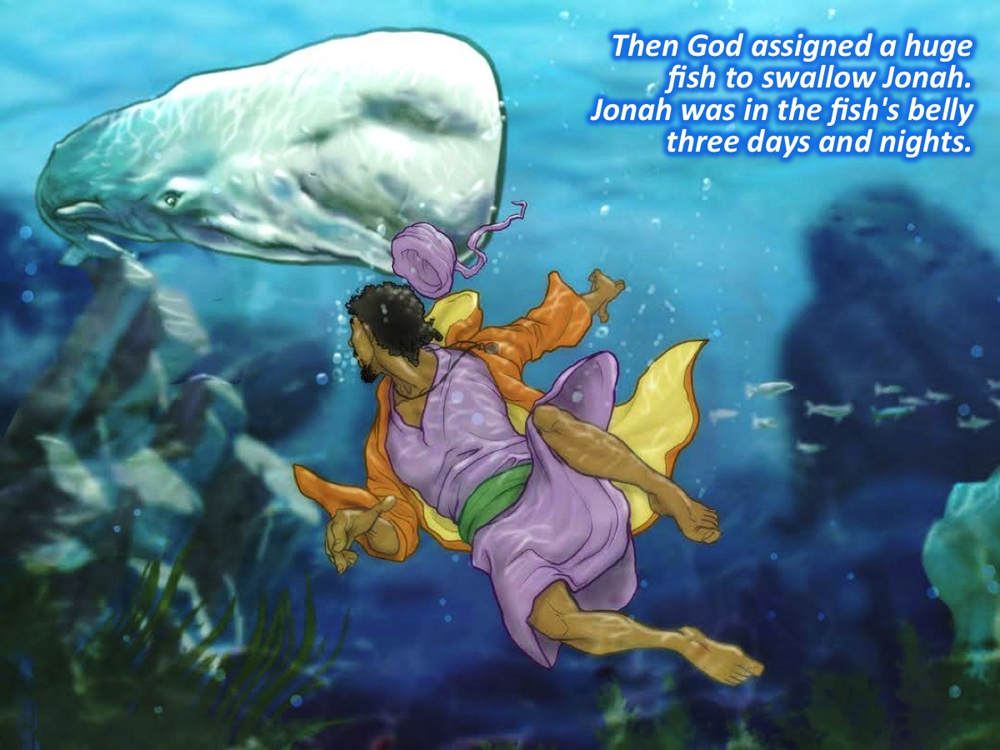 Then God assigned a huge
fish to swallow Jonah.
Jonah was in the fish's belly
three days and nights.